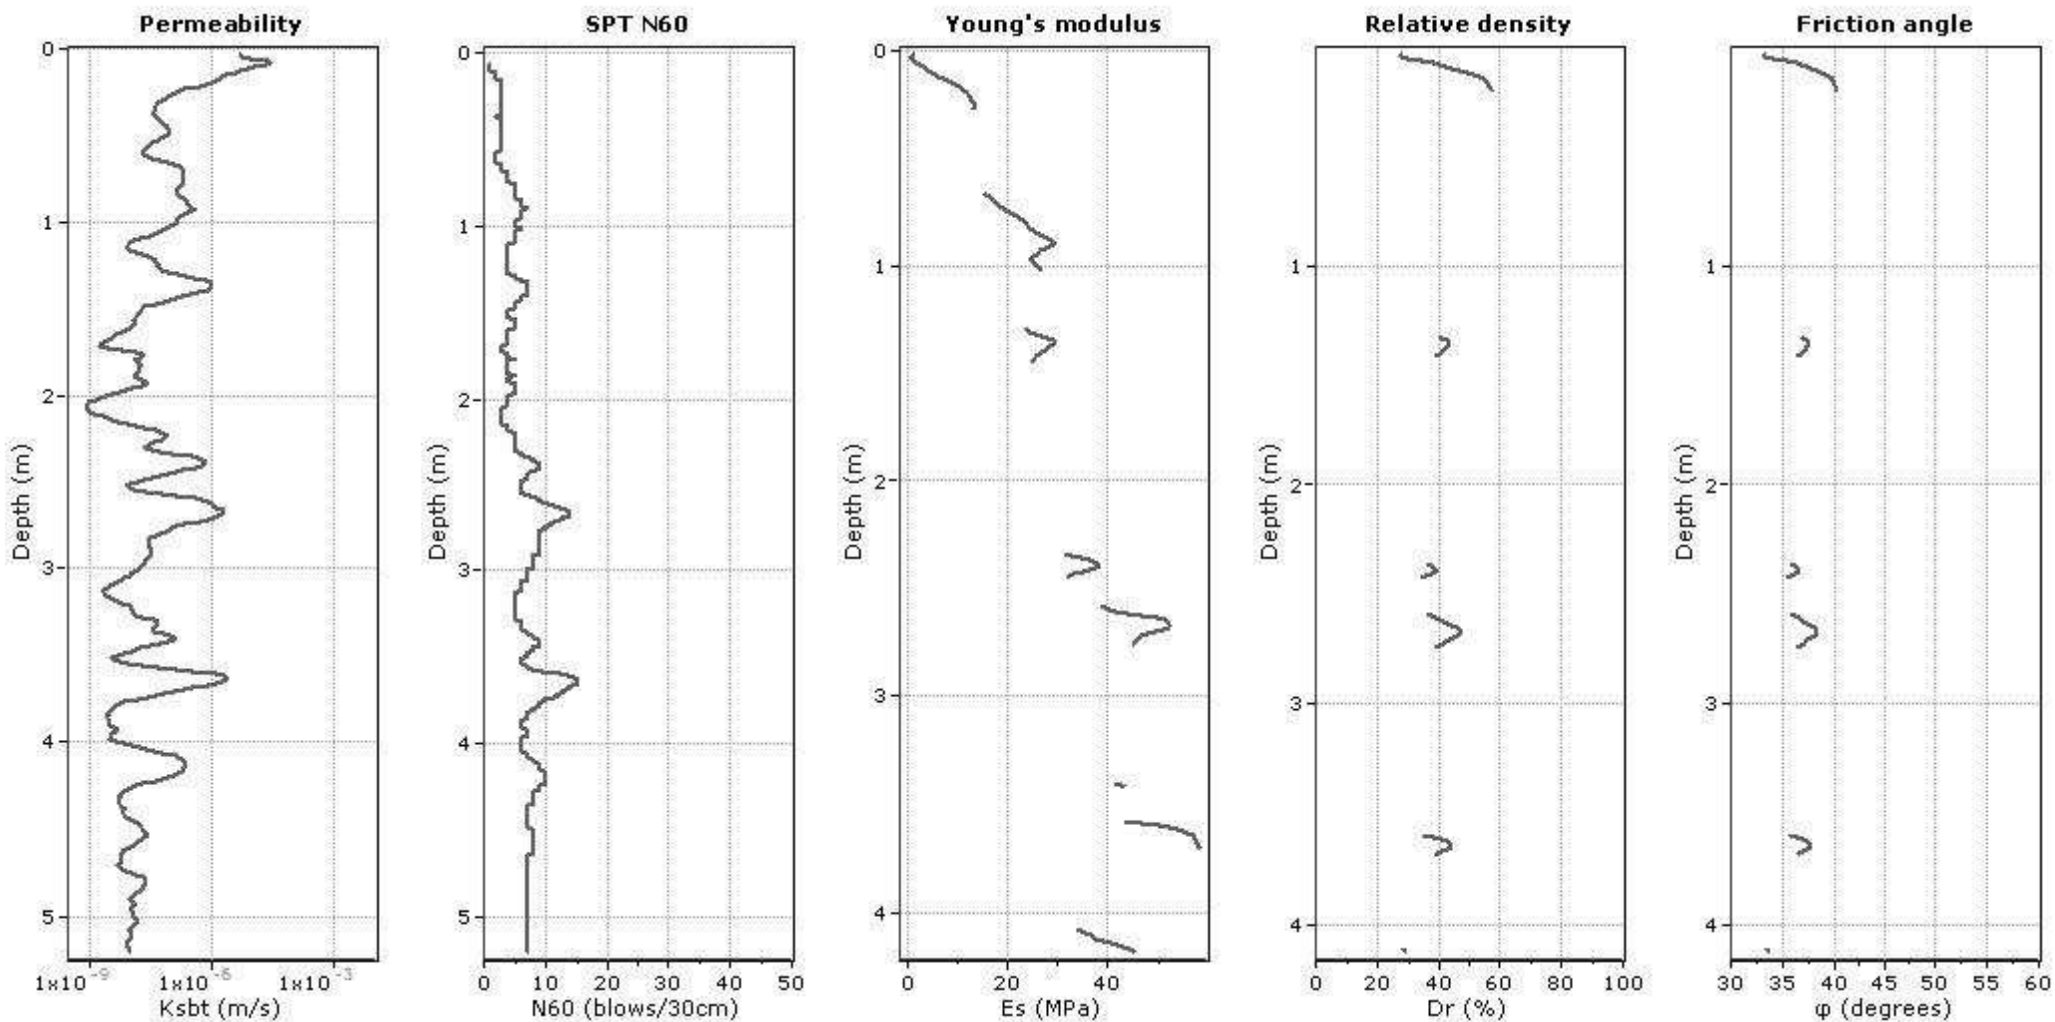 Permeability
SPT N60
Young's modulus
Relative density
Friction angle
0
1
2
3
4
5
Depth (m)
1x10-9
1x10-6
1x10-3
Ksbt (m/s)
0
1
2
3
4
5
Depth (m)
0
10
20
30
40
50
N60 (blows/30cm)
0
1
2
3
4
Depth (m)
0
20
40
Es (MPa)
1
2
3
4
Depth (m)
0
20
40
60
80
100
Dr (%)
1
2
3
4
Depth (m)
30
35
40
45
50
55
60
φ (degrees)